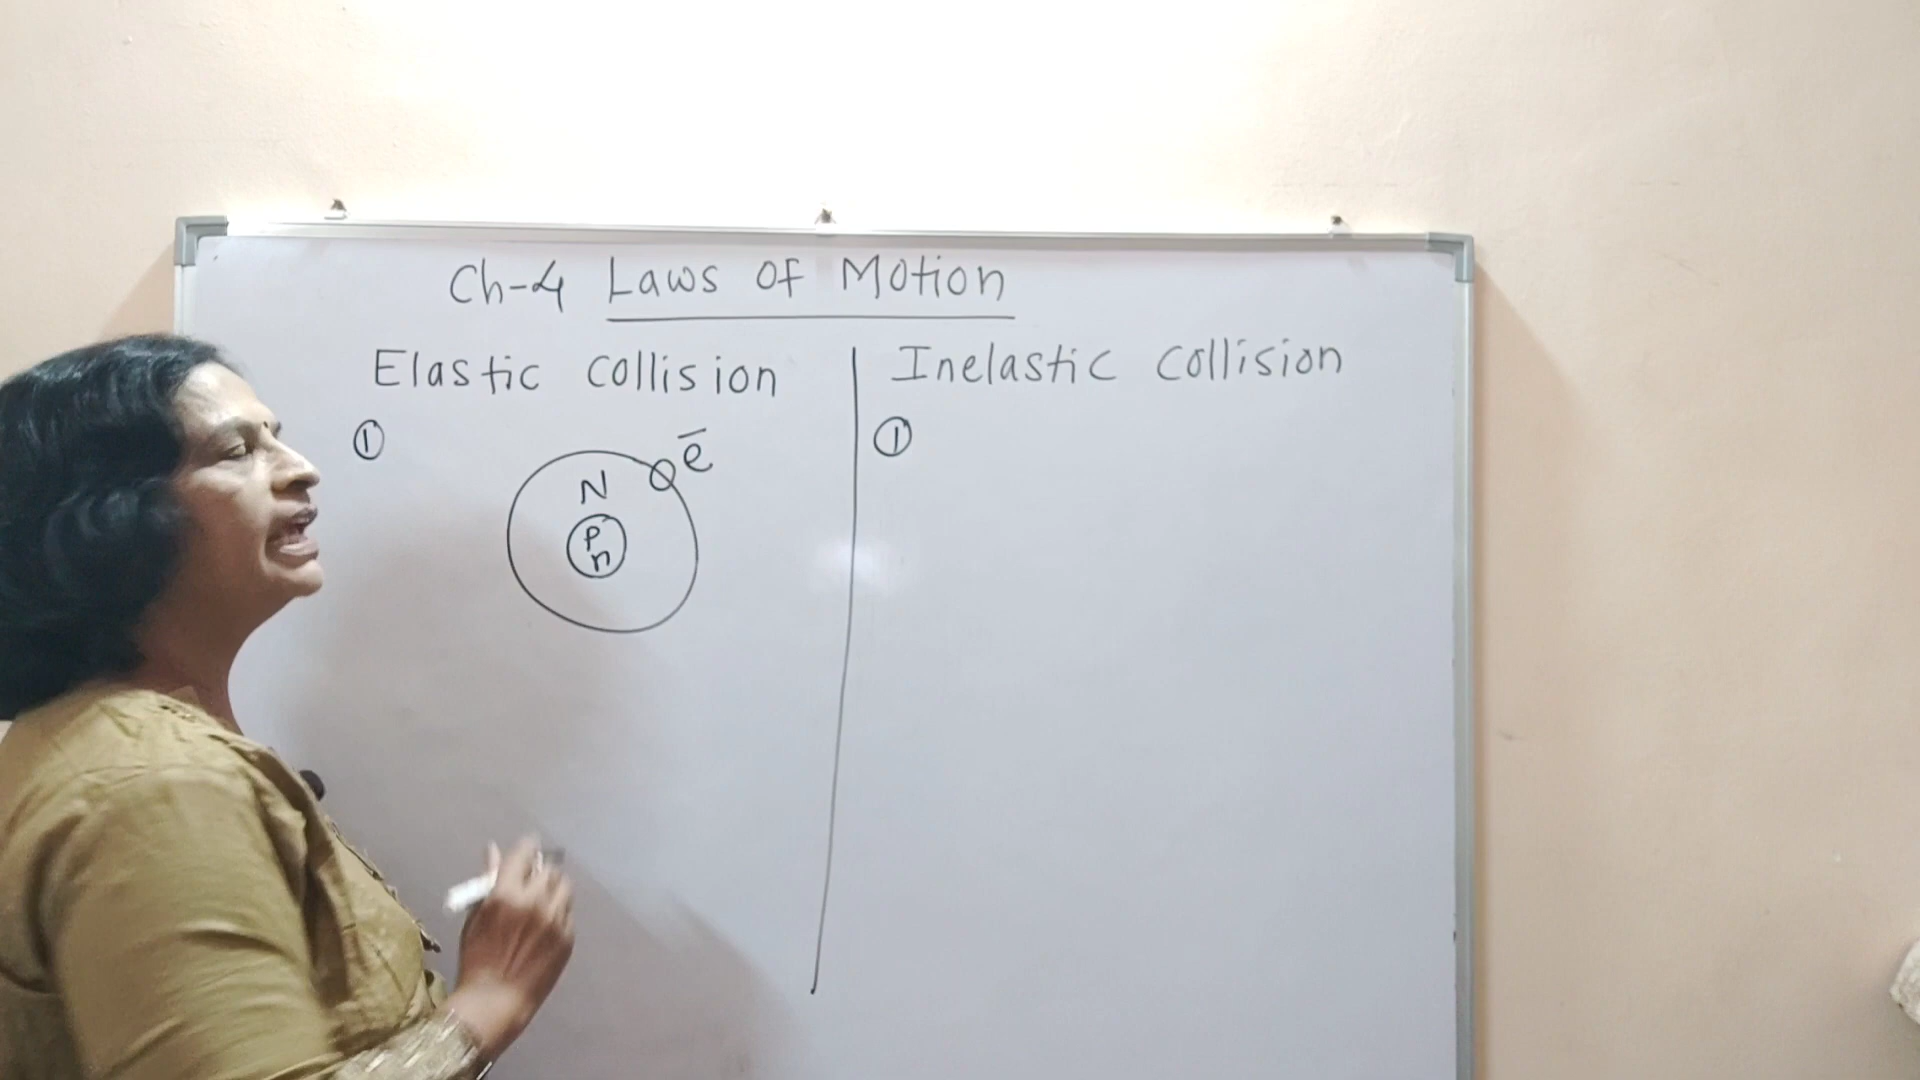 Ch-4 Laws of Motion
Elastic Collision
Inelastic Collision
①
①
ē
N
P
n